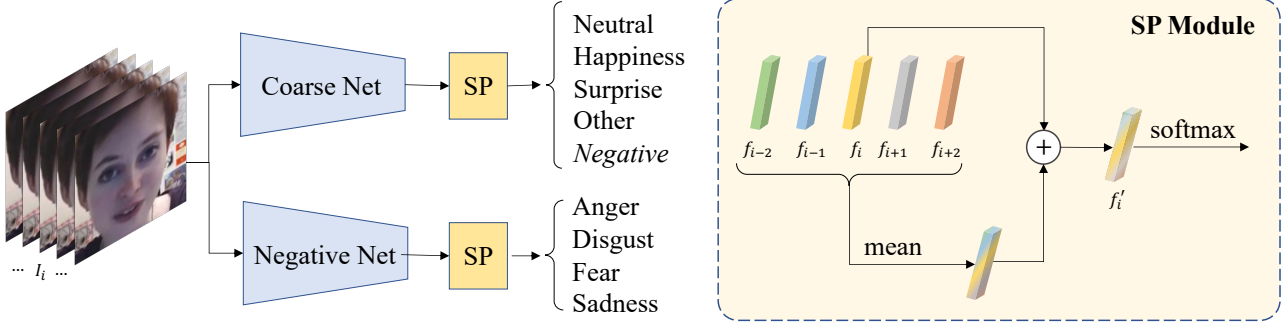 Coarse Net
SP
Neutral
Happiness
Surprise
Other
Negative
Negative Net
SP
Anger
Disgust
Fear
Sadness
... I_i ...
SP Module
f_{i-2} f_{i-1} f_i f_{i+1} f_{i+2}
+
f_i'
softmax
mean